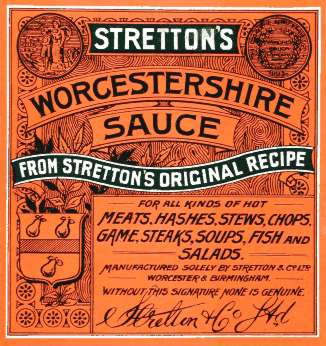 STRETTON'S
WORCESTERSHIRE
SAUCE
FROM STRETTON'S ORIGINAL RECIPE
FOR ALL KINDS OF HOT
MEATS, HASHES, STEWS, CHOPS,
GAME, STEAKS, SOUPS, FISH AND
SALADS.
MANUFACTURED SOLELY BY STRETTON & Cº Lᵀᴰ
WORCESTER & BIRMINGHAM.
WITHOUT THIS SIGNATURE NONE IS GENUINE.
Stretton & Co Ltd